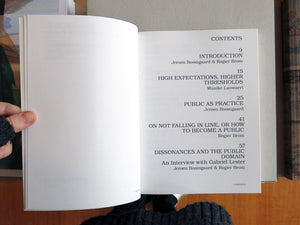 CONTENTS
9
INTRODUCTION
Jeroen Boomgaard & Rogier Brom
15
HIGH EXPECTATIONS, HIGHER
THRESHOLDS
Maaike Lauwaert
25
PUBLIC AS PRACTICE
Jeroen Boomgaard
41
ON NOT FALLING IN LINE, OR HOW
TO BECOME A PUBLIC
Rogier Brom
57
DISSONANCES AND THE PUBLIC
DOMAIN
An Interview with Gabriel Lester
Jeroen Boomgaard & Rogier Brom